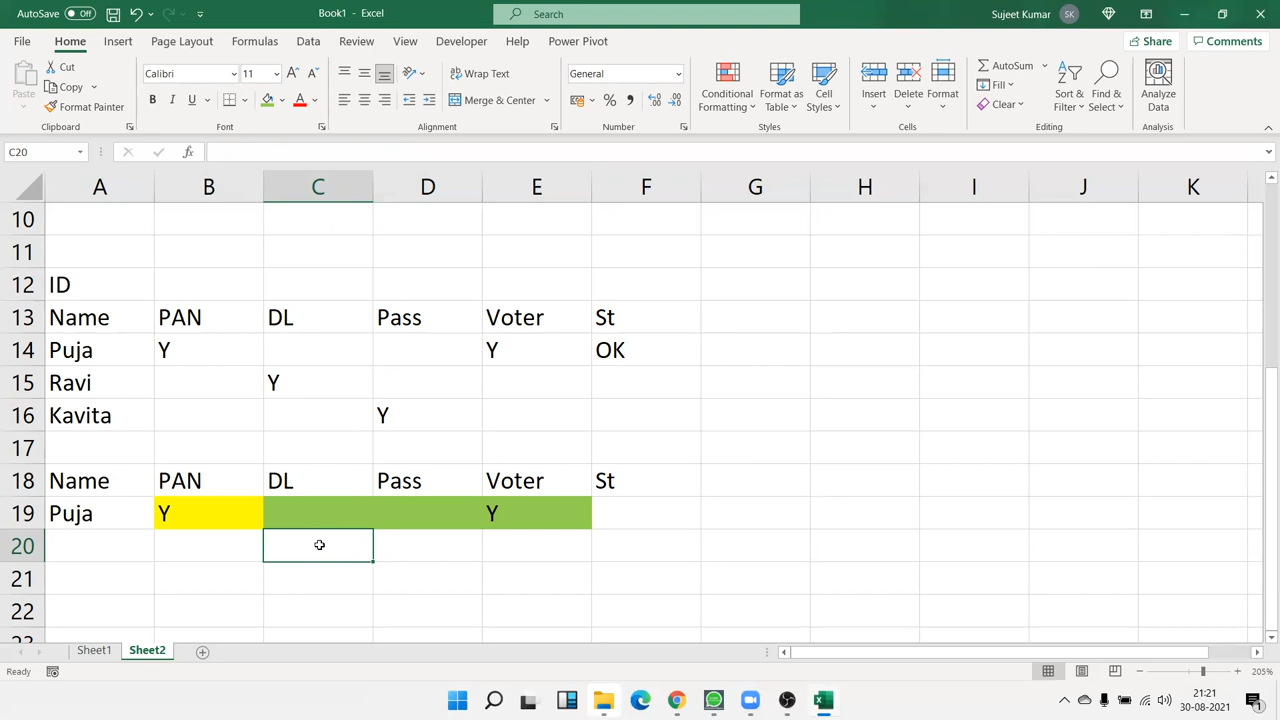 AutoSave Off Book1 - Excel Search Sujeet Kumar SK
File Home Insert Page Layout Formulas Data Review View Developer Help Power Pivot Share Comments
Paste Cut Copy Format Painter Clipboard
Calibri 11 B I U A Font
Wrap Text Merge & Center Alignment
General % , Number
Conditional Formatting Format as Table Cell Styles Styles
Insert Delete Format Cells
AutoSum Fill Clear Sort & Filter Find & Select Editing
Analyze Data Analysis
C20 fx
A B C D E F G H I J K
10
11
12 ID
13 Name PAN DL Pass Voter St
14 Puja Y Y OK
15 Ravi Y
16 Kavita Y
17
18 Name PAN DL Pass Voter St
19 Puja Y Y
20
21
22
23
Sheet1 Sheet2
Ready 205%
21:21
30-08-2021